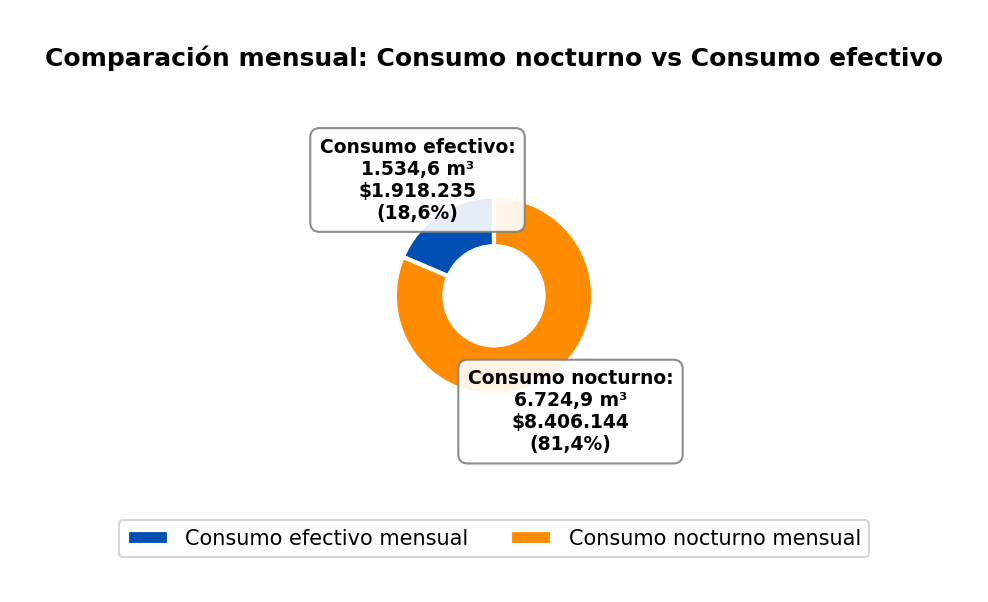 Comparación mensual: Consumo nocturno vs Consumo efectivo
Consumo efectivo:
1.534,6 m³
$1.918.235
(18,6%)
Consumo nocturno:
6.724,9 m³
$8.406.144
(81,4%)
Consumo efectivo mensual
Consumo nocturno mensual